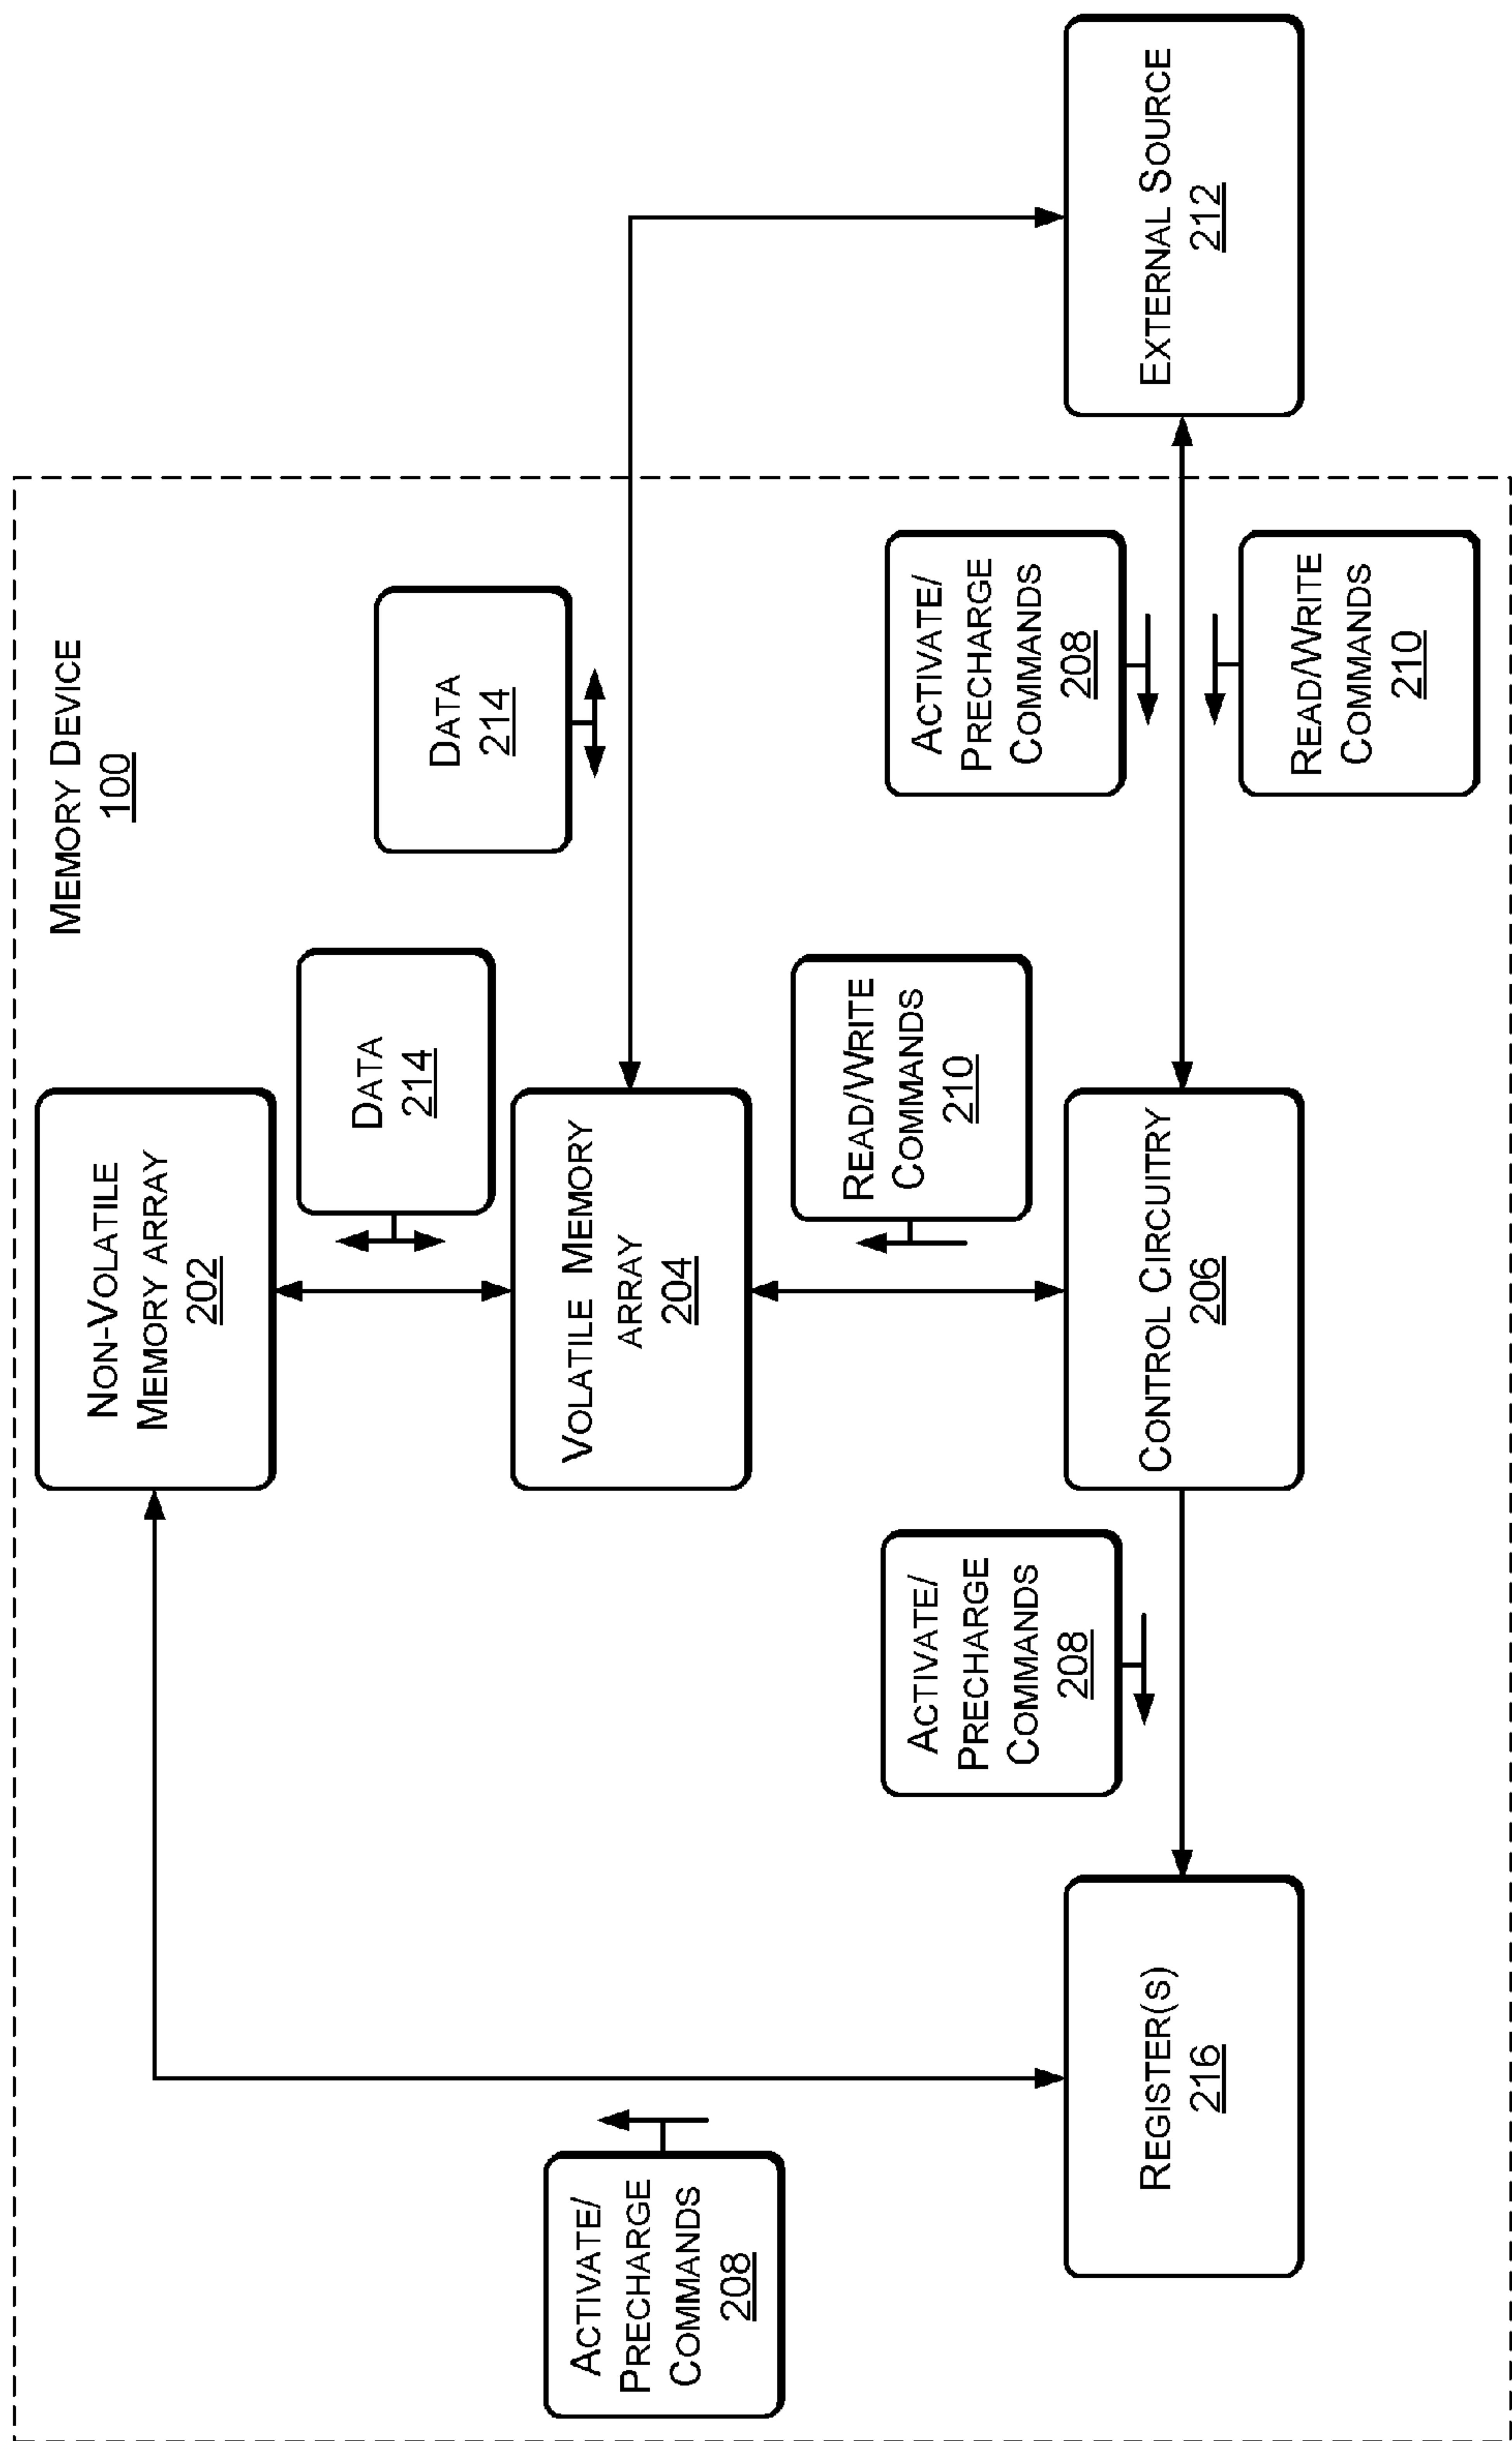 MEMORY DEVICE
100
NON-VOLATILE
MEMORY ARRAY
202
DATA
214
DATA
214
VOLATILE MEMORY
ARRAY
204
ACTIVATE/
PRECHARGE
COMMANDS
208
READ/WRITE
COMMANDS
210
ACTIVATE/
PRECHARGE
COMMANDS
208
ACTIVATE/
PRECHARGE
COMMANDS
208
REGISTER(S)
216
CONTROL CIRCUITRY
206
READ/WRITE
COMMANDS
210
EXTERNAL SOURCE
212